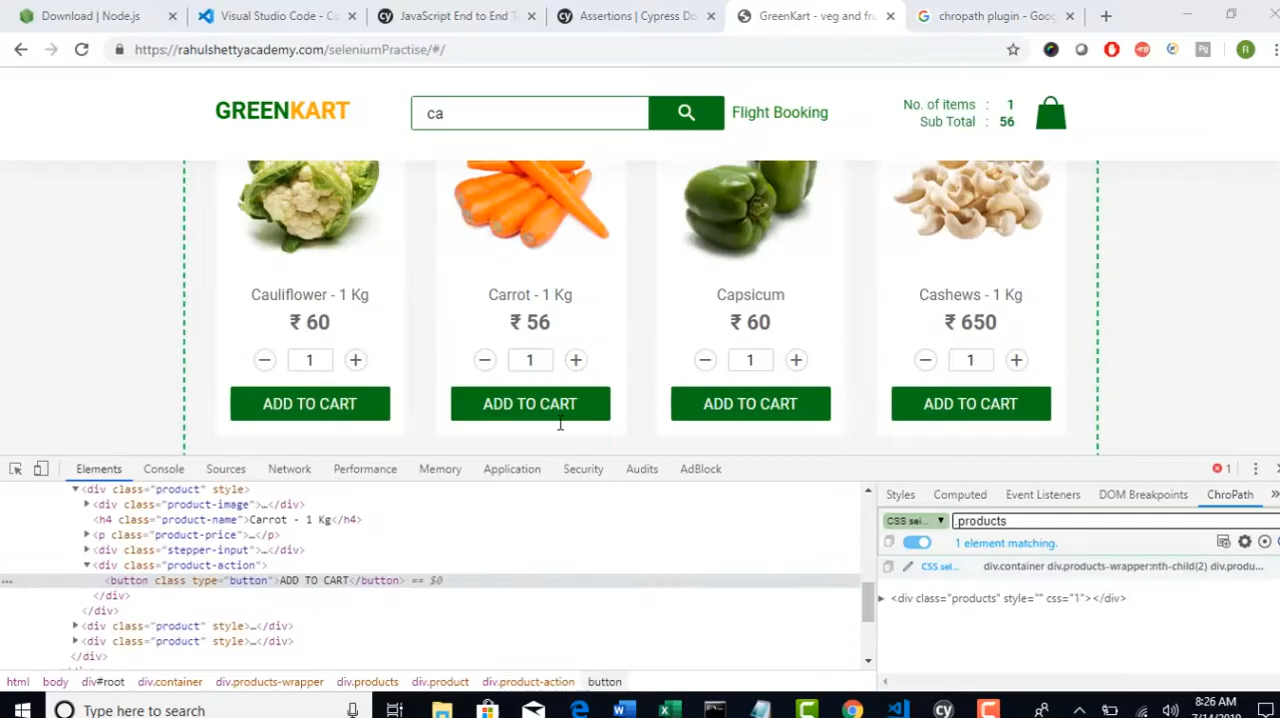 Download | Node.js
Visual Studio Code - Co
JavaScript End to End T
Assertions | Cypress Do
GreenKart - veg and fru
chropath plugin - Goog
https://rahulshettyacademy.com/seleniumPractise/#/
GREENKART
ca
Flight Booking
No. of items : 1
Sub Total : 56
Cauliflower - 1 Kg
Carrot - 1 Kg
Capsicum
Cashews - 1 Kg
₹ 60
₹ 56
₹ 60
₹ 650
− 1 +
− 1 +
− 1 +
− 1 +
ADD TO CART
ADD TO CART
ADD TO CART
ADD TO CART
Elements Console Sources Network Performance Memory Application Security Audits AdBlock
1
<div class="product" style>
<div class="product-image">…</div>
<h4 class="product-name">Carrot - 1 Kg</h4>
<p class="product-price">…</p>
<div class="stepper-input">…</div>
<div class="product-action">
<button class type="button">ADD TO CART</button> == $0
</div>
</div>
<div class="product" style>…</div>
<div class="product" style>…</div>
</div>
html body div#root div.container div.products-wrapper div.products div.product div.product-action button
Styles Computed Event Listeners DOM Breakpoints ChroPath »
CSS sel... ▼ .products
1 element matching.
CSS sel... div.container div.products-wrapper:nth-child(2) div.produ...
<div class="products" style="" css="1"></div>
Type here to search
8:26 AM